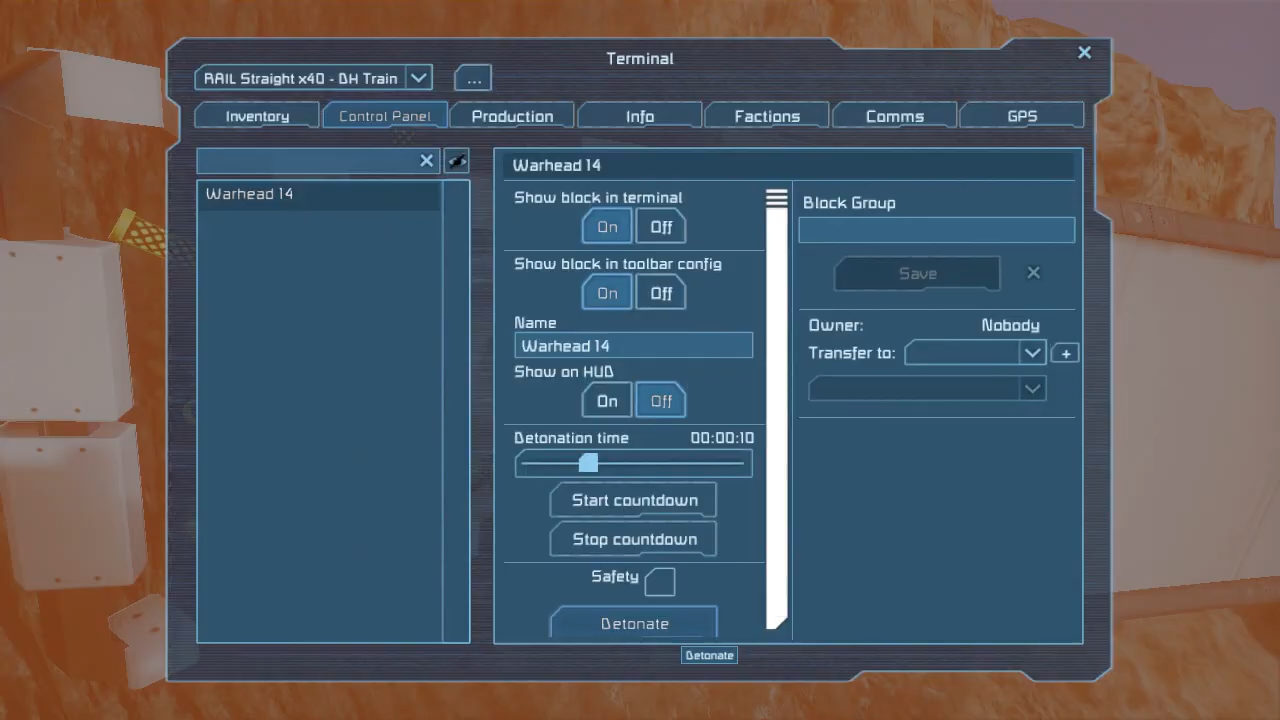 Terminal
RAIL Straight x40 - DH Train
...
Inventory
Control Panel
Production
Info
Factions
Comms
GPS
Warhead 14
Warhead 14
Show block in terminal
On Off
Show block in toolbar config
On Off
Name
Warhead 14
Show on HUD
On Off
Detonation time 00:00:10
Start countdown
Stop countdown
Safety
Detonate
Detonate
Block Group
Save
Owner: Nobody
Transfer to: